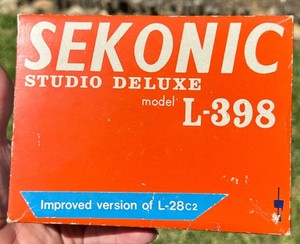 SEKONIC
STUDIO DELUXE
model L-398
Improved version of L-28c2